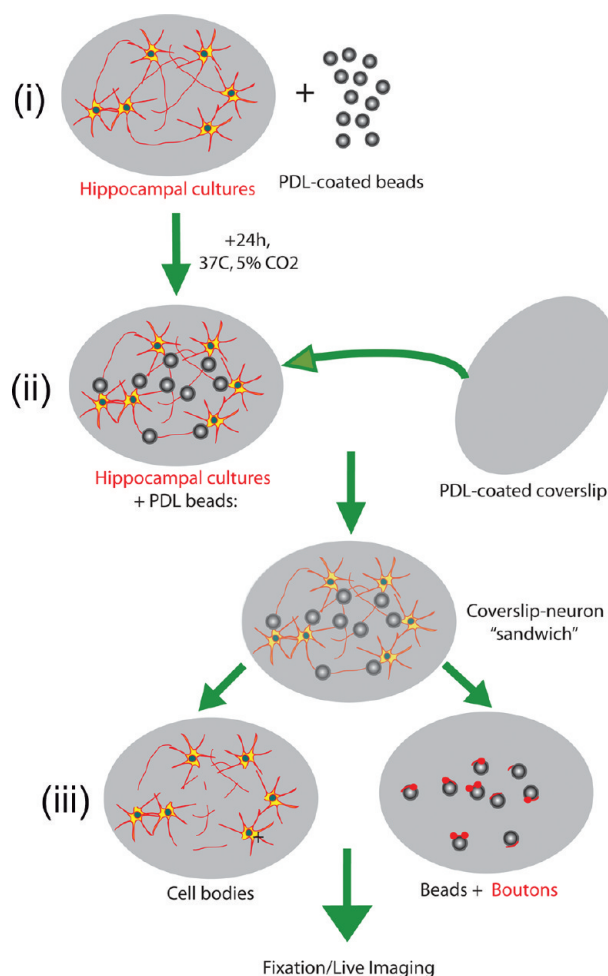 (i)
+
Hippocampal cultures
PDL-coated beads
+24h,
37C, 5% CO2
(ii)
Hippocampal cultures
+ PDL beads:
PDL-coated coverslip
Coverslip-neuron
“sandwich”
(iii)
+
Cell bodies
Beads + Boutons
Fixation/Live Imaging